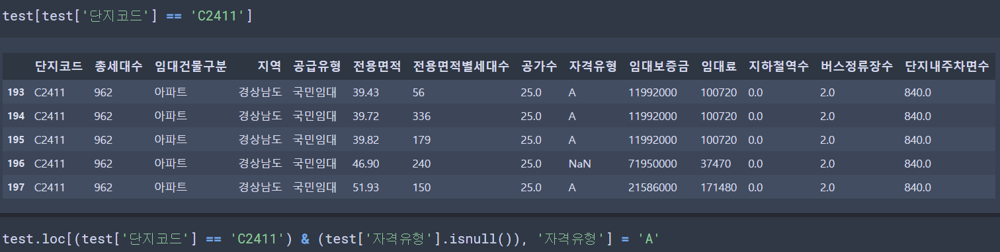 test[test['단지코드'] == 'C2411']
단지코드 총세대수 임대건물구분 지역 공급유형 전용면적 전용면적별세대수 공가수 자격유형 임대보증금 임대료 지하철역수 버스정류장수 단지내주차면수
193 C2411 962 아파트 경상남도 국민임대 39.43 56 25.0 A 11992000 100720 0.0 2.0 840.0
194 C2411 962 아파트 경상남도 국민임대 39.72 336 25.0 A 11992000 100720 0.0 2.0 840.0
195 C2411 962 아파트 경상남도 국민임대 39.82 179 25.0 A 11992000 100720 0.0 2.0 840.0
196 C2411 962 아파트 경상남도 국민임대 46.90 240 25.0 NaN 71950000 37470 0.0 2.0 840.0
197 C2411 962 아파트 경상남도 국민임대 51.93 150 25.0 A 21586000 171480 0.0 2.0 840.0
test.loc[(test['단지코드'] == 'C2411') & (test['자격유형'].isnull()), '자격유형'] = 'A'